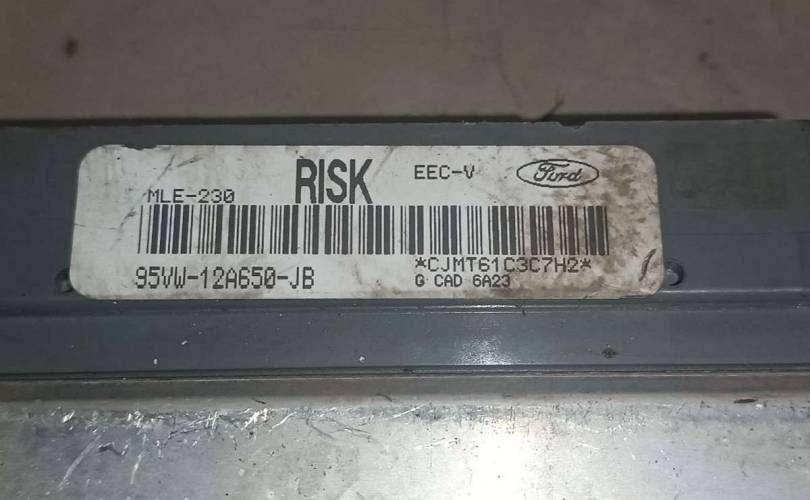 RISK EEC-V Ford
MLE-230
*CJMT61C3C7H2*
95VW-12A650-JB
G CAD 6A23